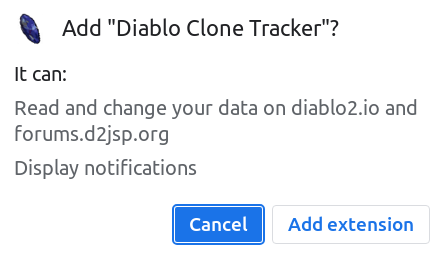 Add "Diablo Clone Tracker"?
It can:
Read and change your data on diablo2.io and
forums.d2jsp.org
Display notifications
Cancel
Add extension